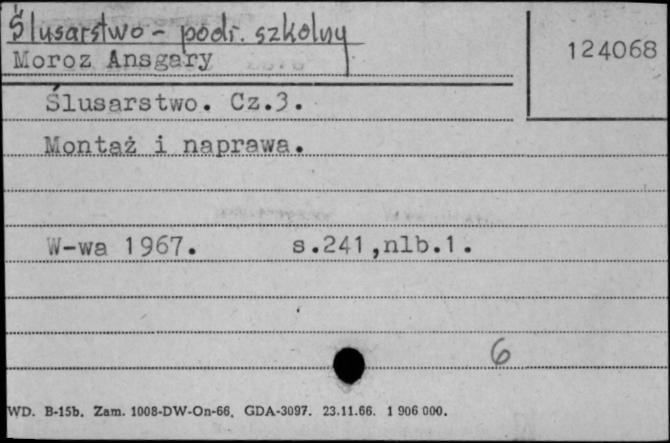 Ślusarstwo - podr. szkolny
Moroz Ansgary
124068
Ślusarstwo. Cz.3.
Montaż i naprawa.
W-wa 1967. s.241,nlb.1.
6
WD. B-15b. Zam. 1008-DW-On-66. GDA-3097. 23.11.66. 1 906 000.